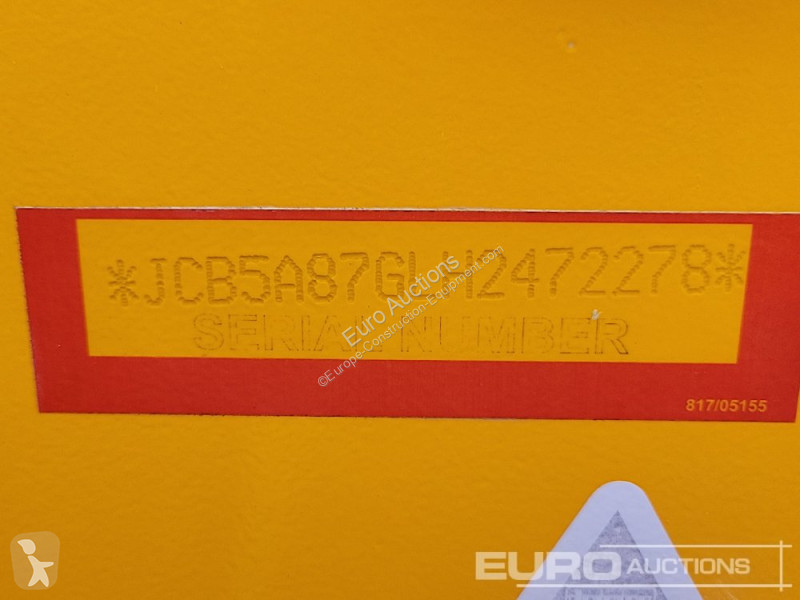 *JCB5A87GLH2472278*
SERIAL NUMBER
817/05155
Euro Auctions
©Europe-Construction-Equipment.com
EURO AUCTIONS